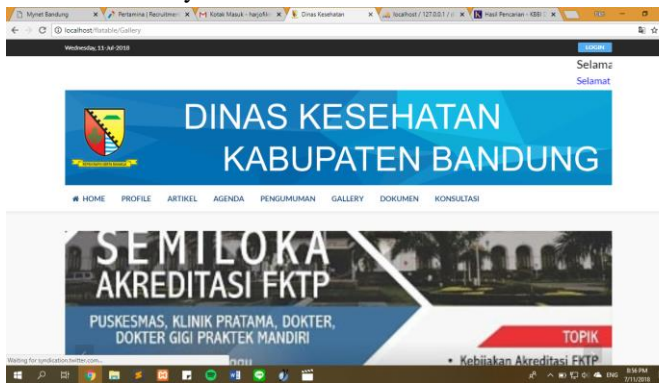 Mynet Bandung
Pertamina | Recruitmen
Kotak Masuk - harjofil
Dinas Kesehatan
localhost / 127.0.0.1 / d
Hasil Pencarian - KBBI D
localhost/flatable/Gallery
Wednesday, 11-Jul-2018
LOGIN
Selama
Selamat
DINAS KESEHATAN
KABUPATEN BANDUNG
HOME PROFILE ARTIKEL AGENDA PENGUMUMAN GALLERY DOKUMEN KONSULTASI
SEMILOKA
AKREDITASI FKTP
PUSKESMAS, KLINIK PRATAMA, DOKTER,
DOKTER GIGI PRAKTEK MANDIRI
TOPIK
• Kebijakan Akreditasi FKTP
Waiting for syndication.twitter.com...
ENG
8:56 PM
7/11/2018